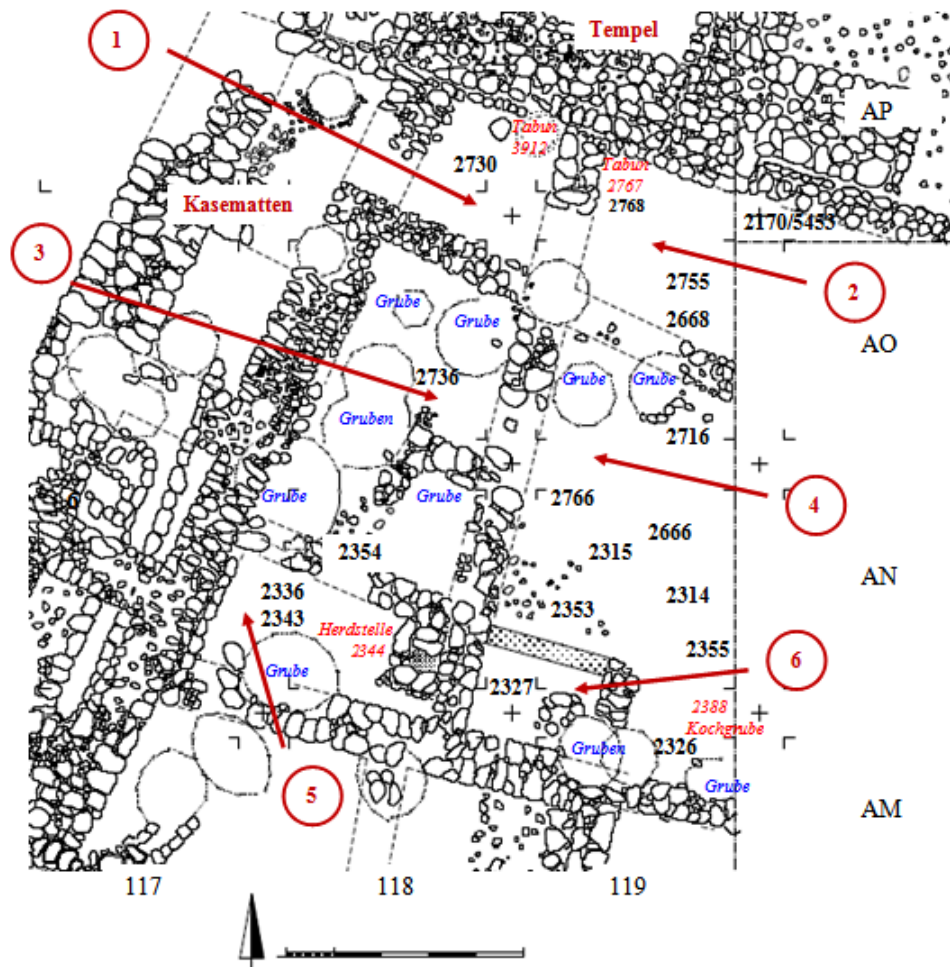 1
Tempel
AP
Tabun
3912
2730
Tabun
2767
2768
Kasematten
2170/5453
3
2755
2
Grube
Grube
2668
AO
2736
Grube
Grube
Gruben
2716
Grube
Grube
2766
4
2666
2354
2315
AN
2336
2353
2314
2343
Herdstelle
2344
2355
6
Grube
2327
2388
Kochgrube
Gruben
2326
Grube
5
AM
117
118
119